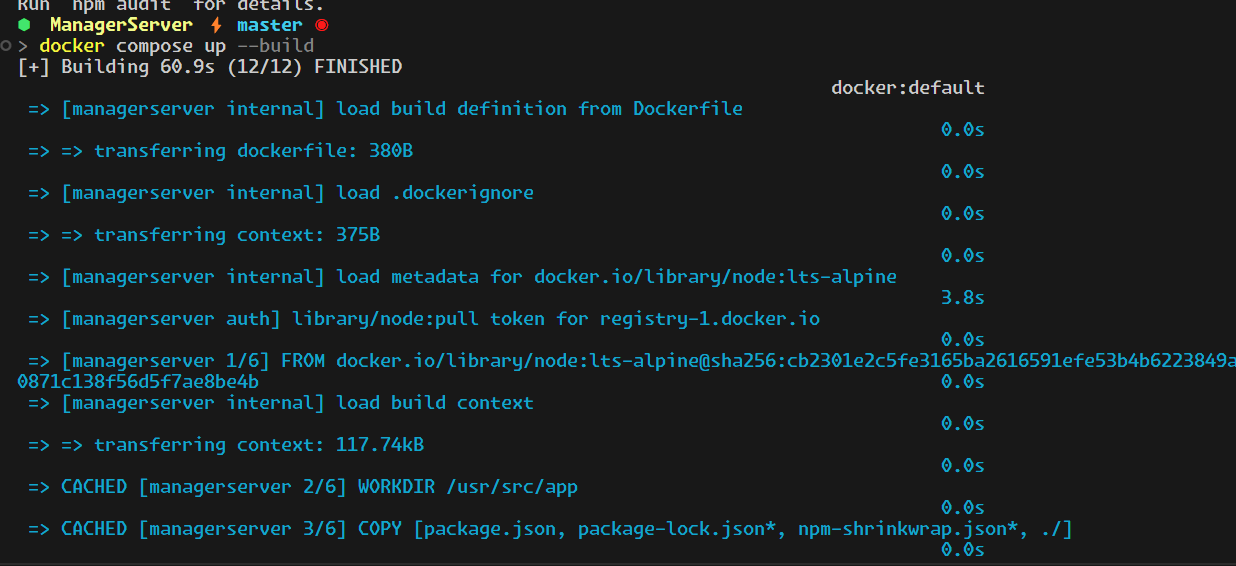 Run `npm audit` for details.
ManagerServer master
> docker compose up --build
[+] Building 60.9s (12/12) FINISHED
docker:default
=> [managerserver internal] load build definition from Dockerfile
0.0s
=> => transferring dockerfile: 380B
0.0s
=> [managerserver internal] load .dockerignore
0.0s
=> => transferring context: 375B
0.0s
=> [managerserver internal] load metadata for docker.io/library/node:lts-alpine
3.8s
=> [managerserver auth] library/node:pull token for registry-1.docker.io
0.0s
=> [managerserver 1/6] FROM docker.io/library/node:lts-alpine@sha256:cb2301e2c5fe3165ba2616591efe53b4b6223849a
0871c138f56d5f7ae8be4b 0.0s
=> [managerserver internal] load build context
0.0s
=> => transferring context: 117.74kB
0.0s
=> CACHED [managerserver 2/6] WORKDIR /usr/src/app
0.0s
=> CACHED [managerserver 3/6] COPY [package.json, package-lock.json*, npm-shrinkwrap.json*, ./]
0.0s